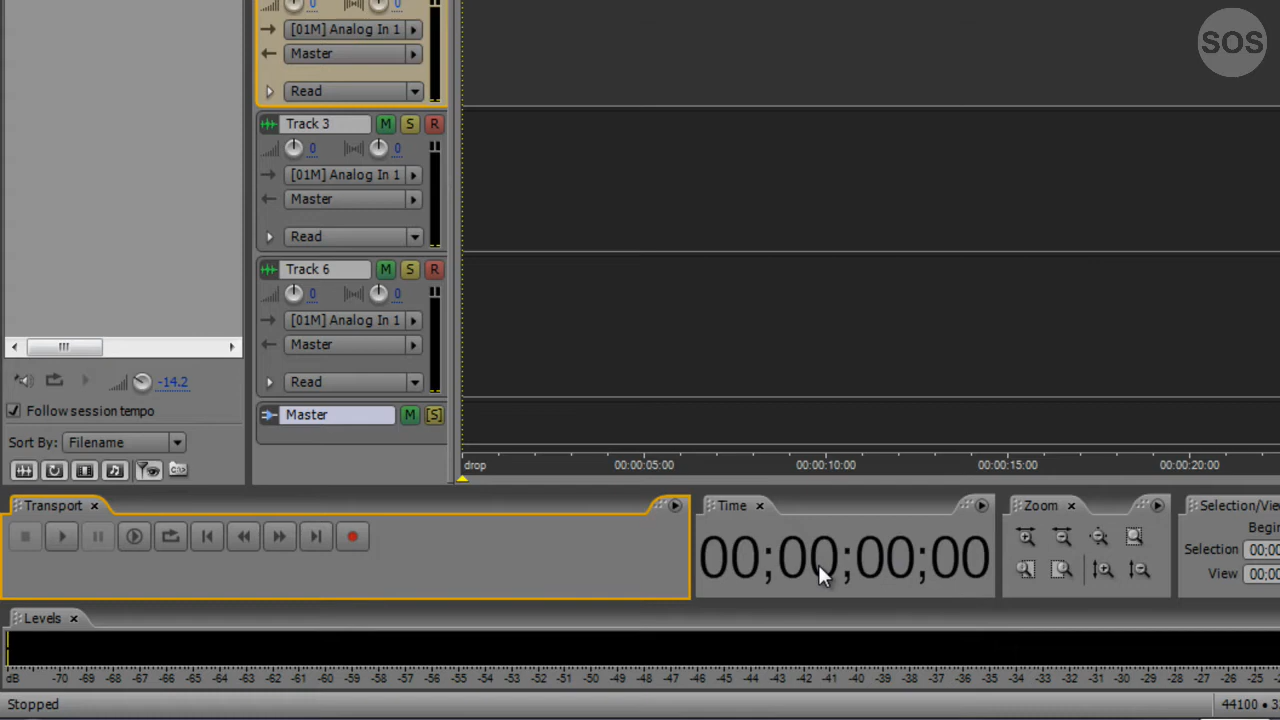 SOS
0 0
[01M] Analog In 1
Master
Read
Track 3 M S R
0 0
[01M] Analog In 1
Master
Read
Track 6 M S R
0 0
[01M] Analog In 1
Master
Read
-14.2
Follow session tempo
Master M [S]
Sort By: Filename
drop 00:00:05:00 00:00:10:00 00:00:15:00 00:00:20:00
Transport
Time
Zoom
Selection/Vi
Begi
00;00;00;00
Selection 00;0
View 00;0
Levels
dB -70 -69 -68 -67 -66 -65 -64 -63 -62 -61 -60 -59 -58 -57 -56 -55 -54 -53 -52 -51 -50 -49 -48 -47 -46 -45 -44 -43 -42 -41 -40 -39 -38 -37 -36 -35 -34 -33 -32 -31 -30 -29 -28 -27 -26 -25
Stopped
44100 • 3